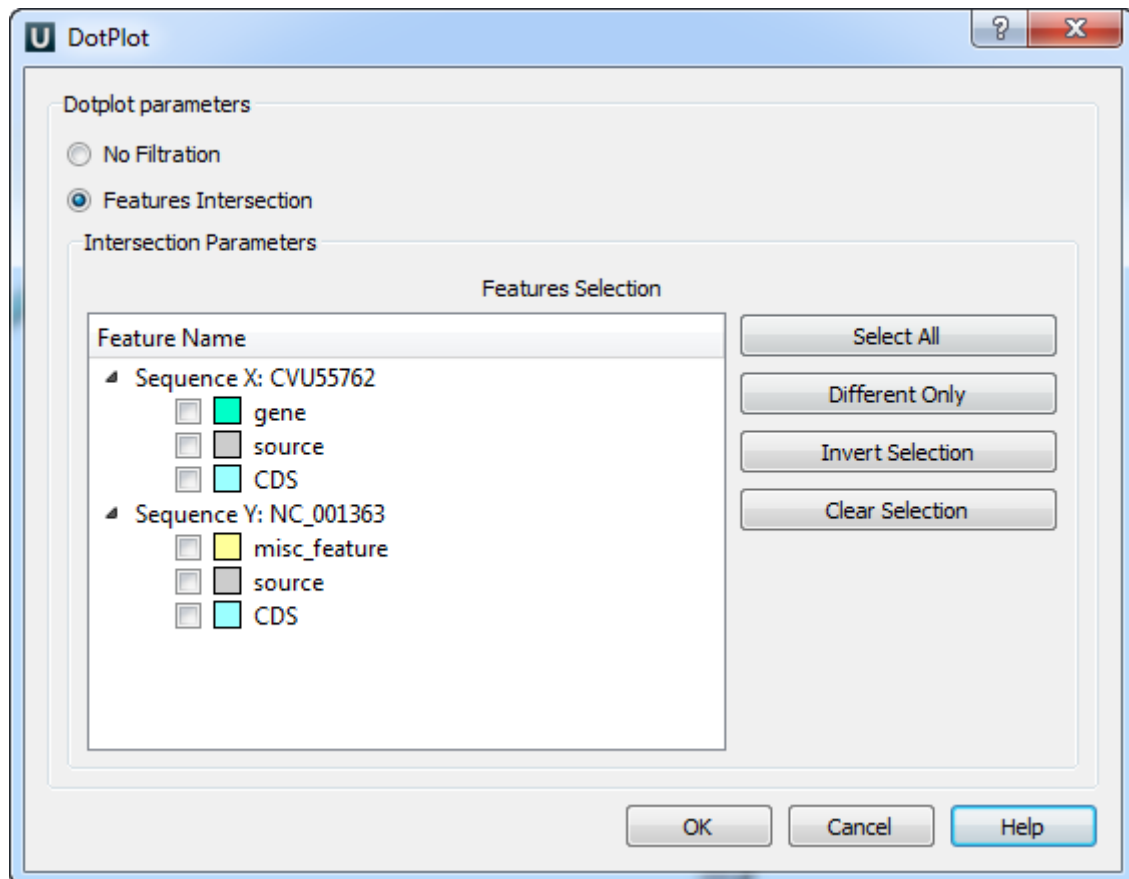 U DotPlot
Dotplot parameters
No Filtration
Features Intersection
Intersection Parameters
Features Selection
Feature Name
Sequence X: CVU55762
gene
source
CDS
Sequence Y: NC_001363
misc_feature
source
CDS
Select All
Different Only
Invert Selection
Clear Selection
OK Cancel Help